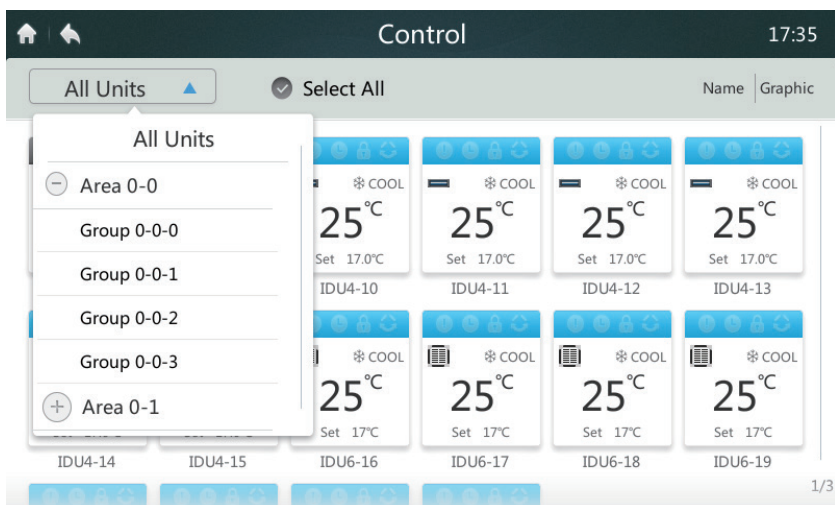 Control
17:35
All Units
Select All
Name Graphic
All Units
Area 0-0
Group 0-0-0
Group 0-0-1
Group 0-0-2
Group 0-0-3
Area 0-1
COOL COOL COOL COOL
25℃ 25℃ 25℃ 25℃
Set 17.0℃ Set 17.0℃ Set 17.0℃ Set 17.0℃
IDU4-10 IDU4-11 IDU4-12 IDU4-13
COOL COOL COOL COOL
25℃ 25℃ 25℃ 25℃
Set 17℃ Set 17℃ Set 17℃ Set 17℃
IDU4-14 IDU4-15 IDU6-16 IDU6-17 IDU6-18 IDU6-19
1/3